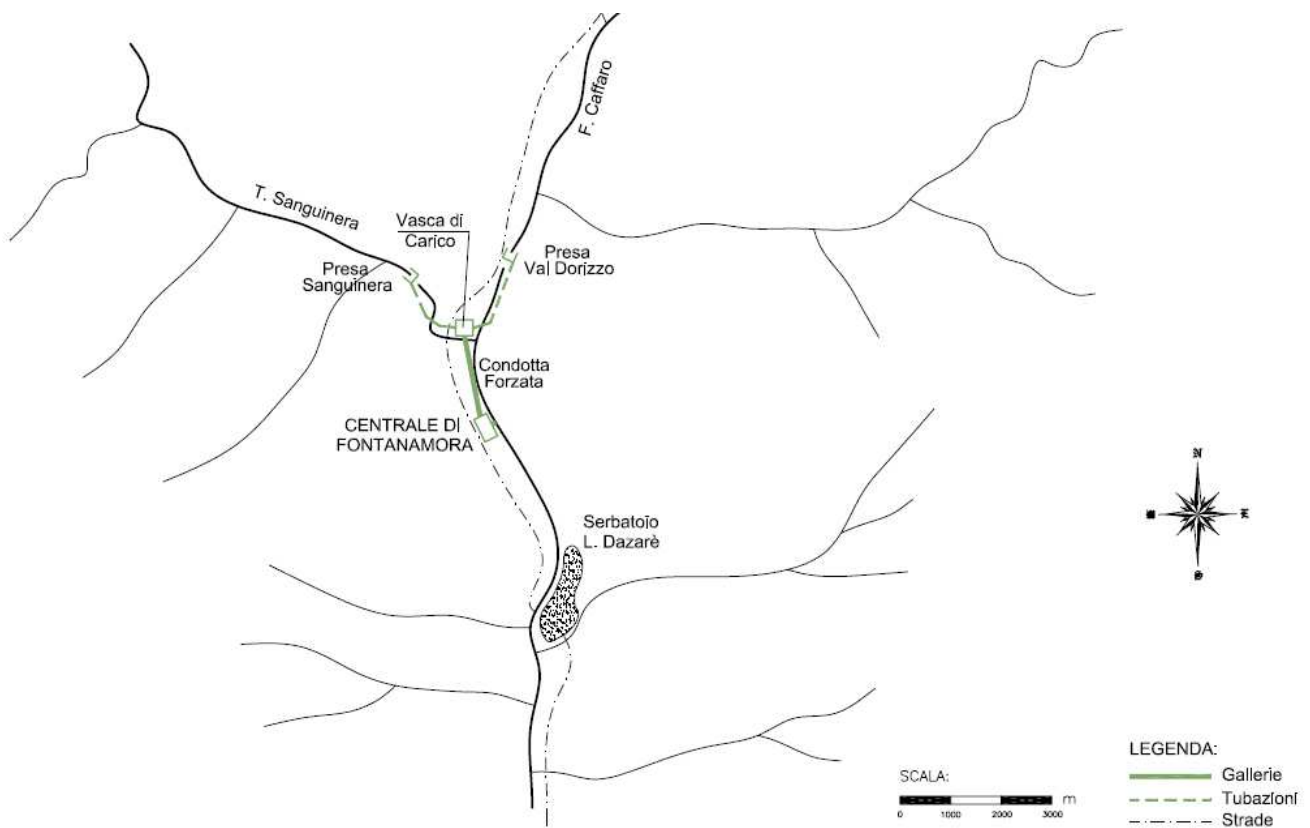 F. Caffaro
T. Sanguinera
Vasca di
Carico
Presa
Val Dorizzo
Presa
Sanguinera
Condotta
Forzata
CENTRALE DI
FONTANAMORA
Serbatoio
L. Dazarè
SCALA:
0 1000 2000 3000 m
LEGENDA:
Gallerie
Tubazioni
Strade